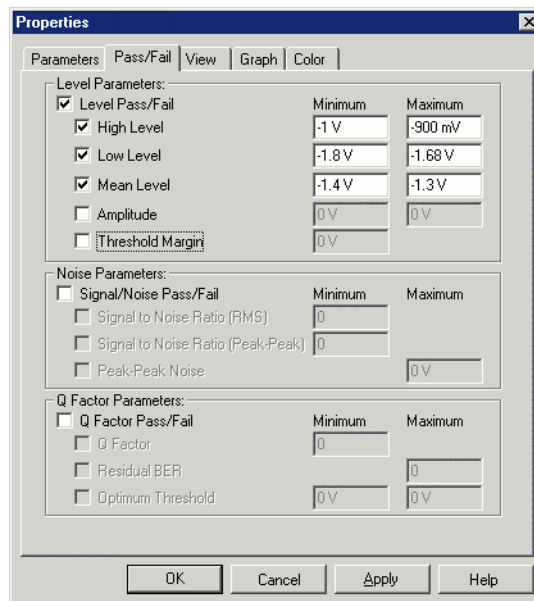 Properties
Parameters Pass/Fail View Graph Color
Level Parameters:
Level Pass/Fail Minimum Maximum
High Level -1 V -900 mV
Low Level -1.8 V -1.68 V
Mean Level -1.4 V -1.3 V
Amplitude 0 V 0 V
Threshold Margin 0 V
Noise Parameters:
Signal/Noise Pass/Fail Minimum Maximum
Signal to Noise Ratio (RMS) 0
Signal to Noise Ratio (Peak-Peak) 0
Peak-Peak Noise 0 V
Q Factor Parameters:
Q Factor Pass/Fail Minimum Maximum
Q Factor 0
Residual BER 0
Optimum Threshold 0 V 0 V
OK Cancel Apply Help